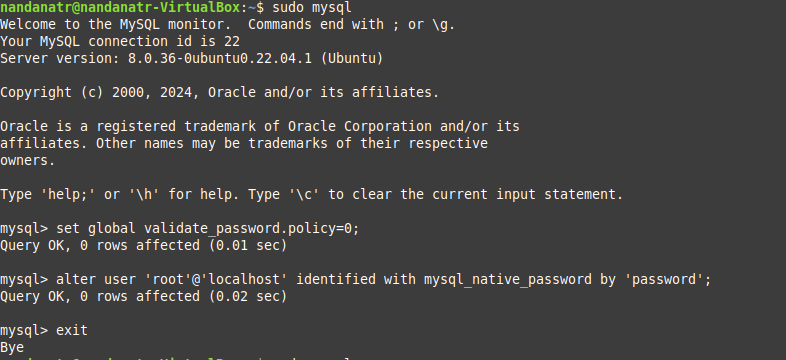 nandanatr@nandanatr-VirtualBox:~$ sudo mysql
Welcome to the MySQL monitor.  Commands end with ; or \g.
Your MySQL connection id is 22
Server version: 8.0.36-0ubuntu0.22.04.1 (Ubuntu)
Copyright (c) 2000, 2024, Oracle and/or its affiliates.
Oracle is a registered trademark of Oracle Corporation and/or its
affiliates. Other names may be trademarks of their respective
owners.
Type 'help;' or '\h' for help. Type '\c' to clear the current input statement.
mysql> set global validate_password.policy=0;
Query OK, 0 rows affected (0.01 sec)
mysql> alter user 'root'@'localhost' identified with mysql_native_password by 'password';
Query OK, 0 rows affected (0.02 sec)
mysql> exit
Bye